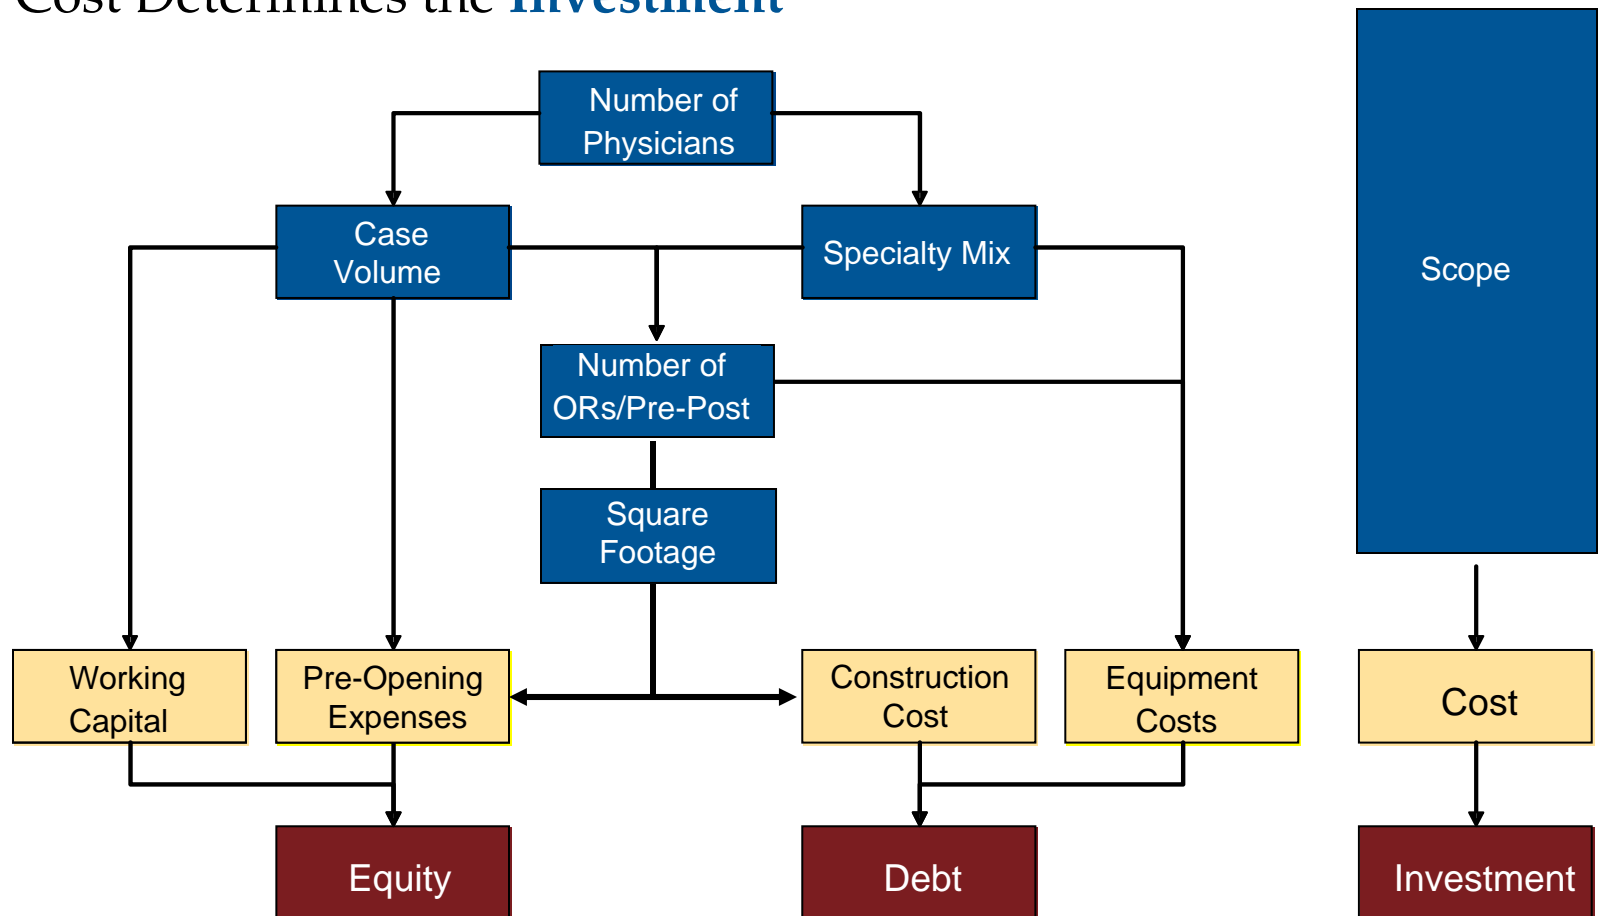 Cost Determines the Investment
Number of
Physicians
Case
Volume
Specialty Mix
Scope
Number of
ORs/Pre-Post
Square
Footage
Working
Capital
Pre-Opening
Expenses
Construction
Cost
Equipment
Costs
Cost
Equity
Debt
Investment